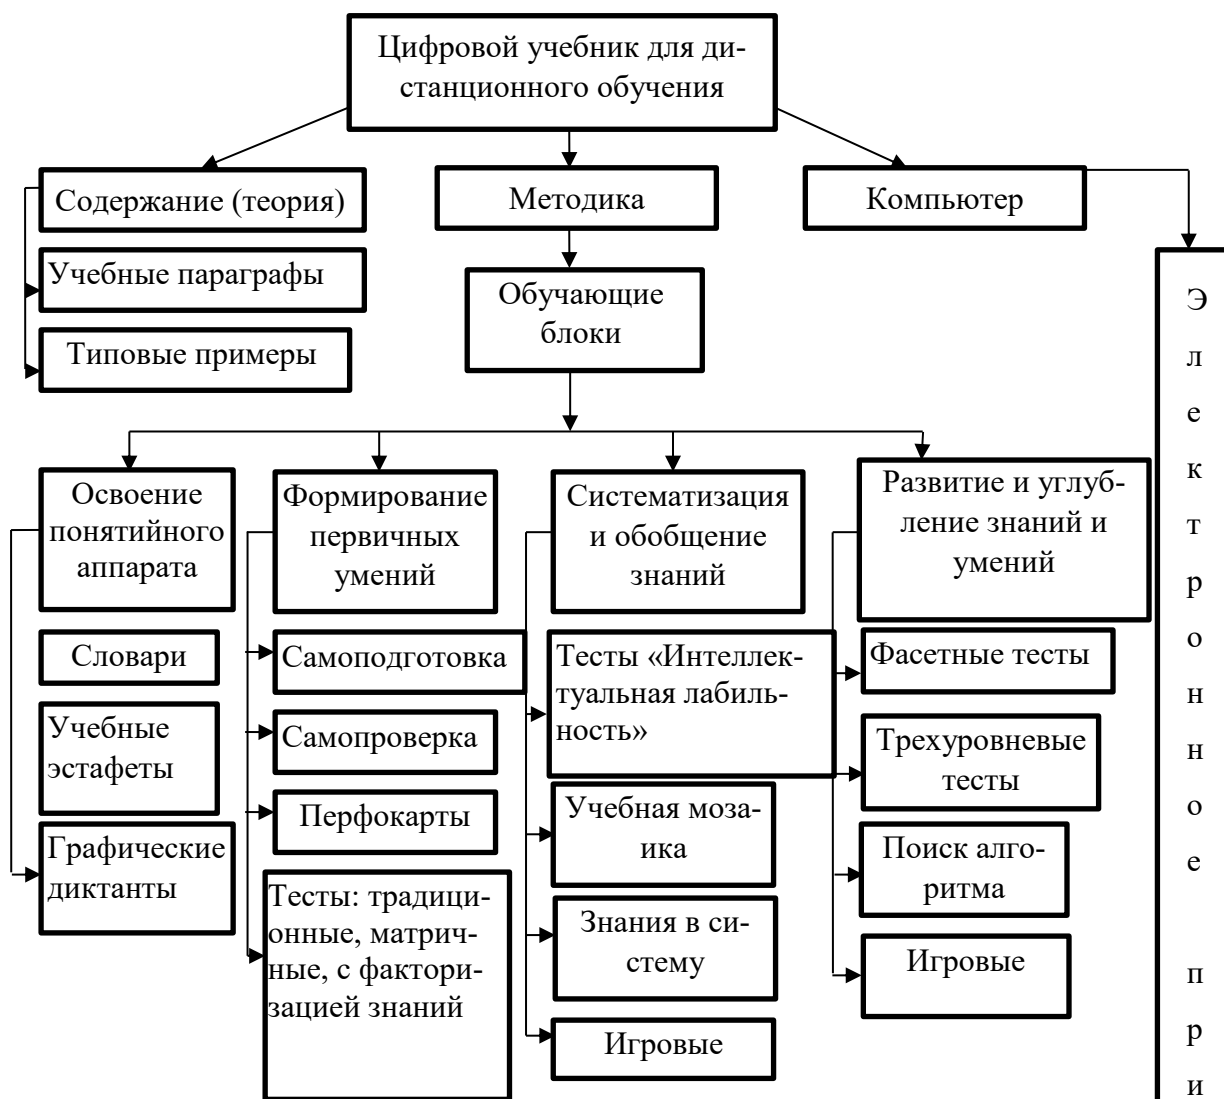 Цифровой учебник для ди-
станционного обучения
Содержание (теория)
Методика
Компьютер
Учебные параграфы
Типовые примеры
Обучающие
блоки
Освоение
понятийного
аппарата
Словари
Учебные
эстафеты
Графические
диктанты
Формирование
первичных
умений
Самоподготовка
Самопроверка
Перфокарты
Тесты: традици-
онные, матрич-
ные, с фактори-
зацией знаний
Систематизация
и обобщение
знаний
Тесты «Интеллек-
туальная лабиль-
ность»
Учебная моза-
ика
Знания в си-
стему
Игровые
Развитие и углуб-
ление знаний и
умений
Фасетные тесты
Трехуровневые
тесты
Поиск алго-
ритма
Игровые
Э
л
е
к
т
р
о
н
н
о
е
п
р
и